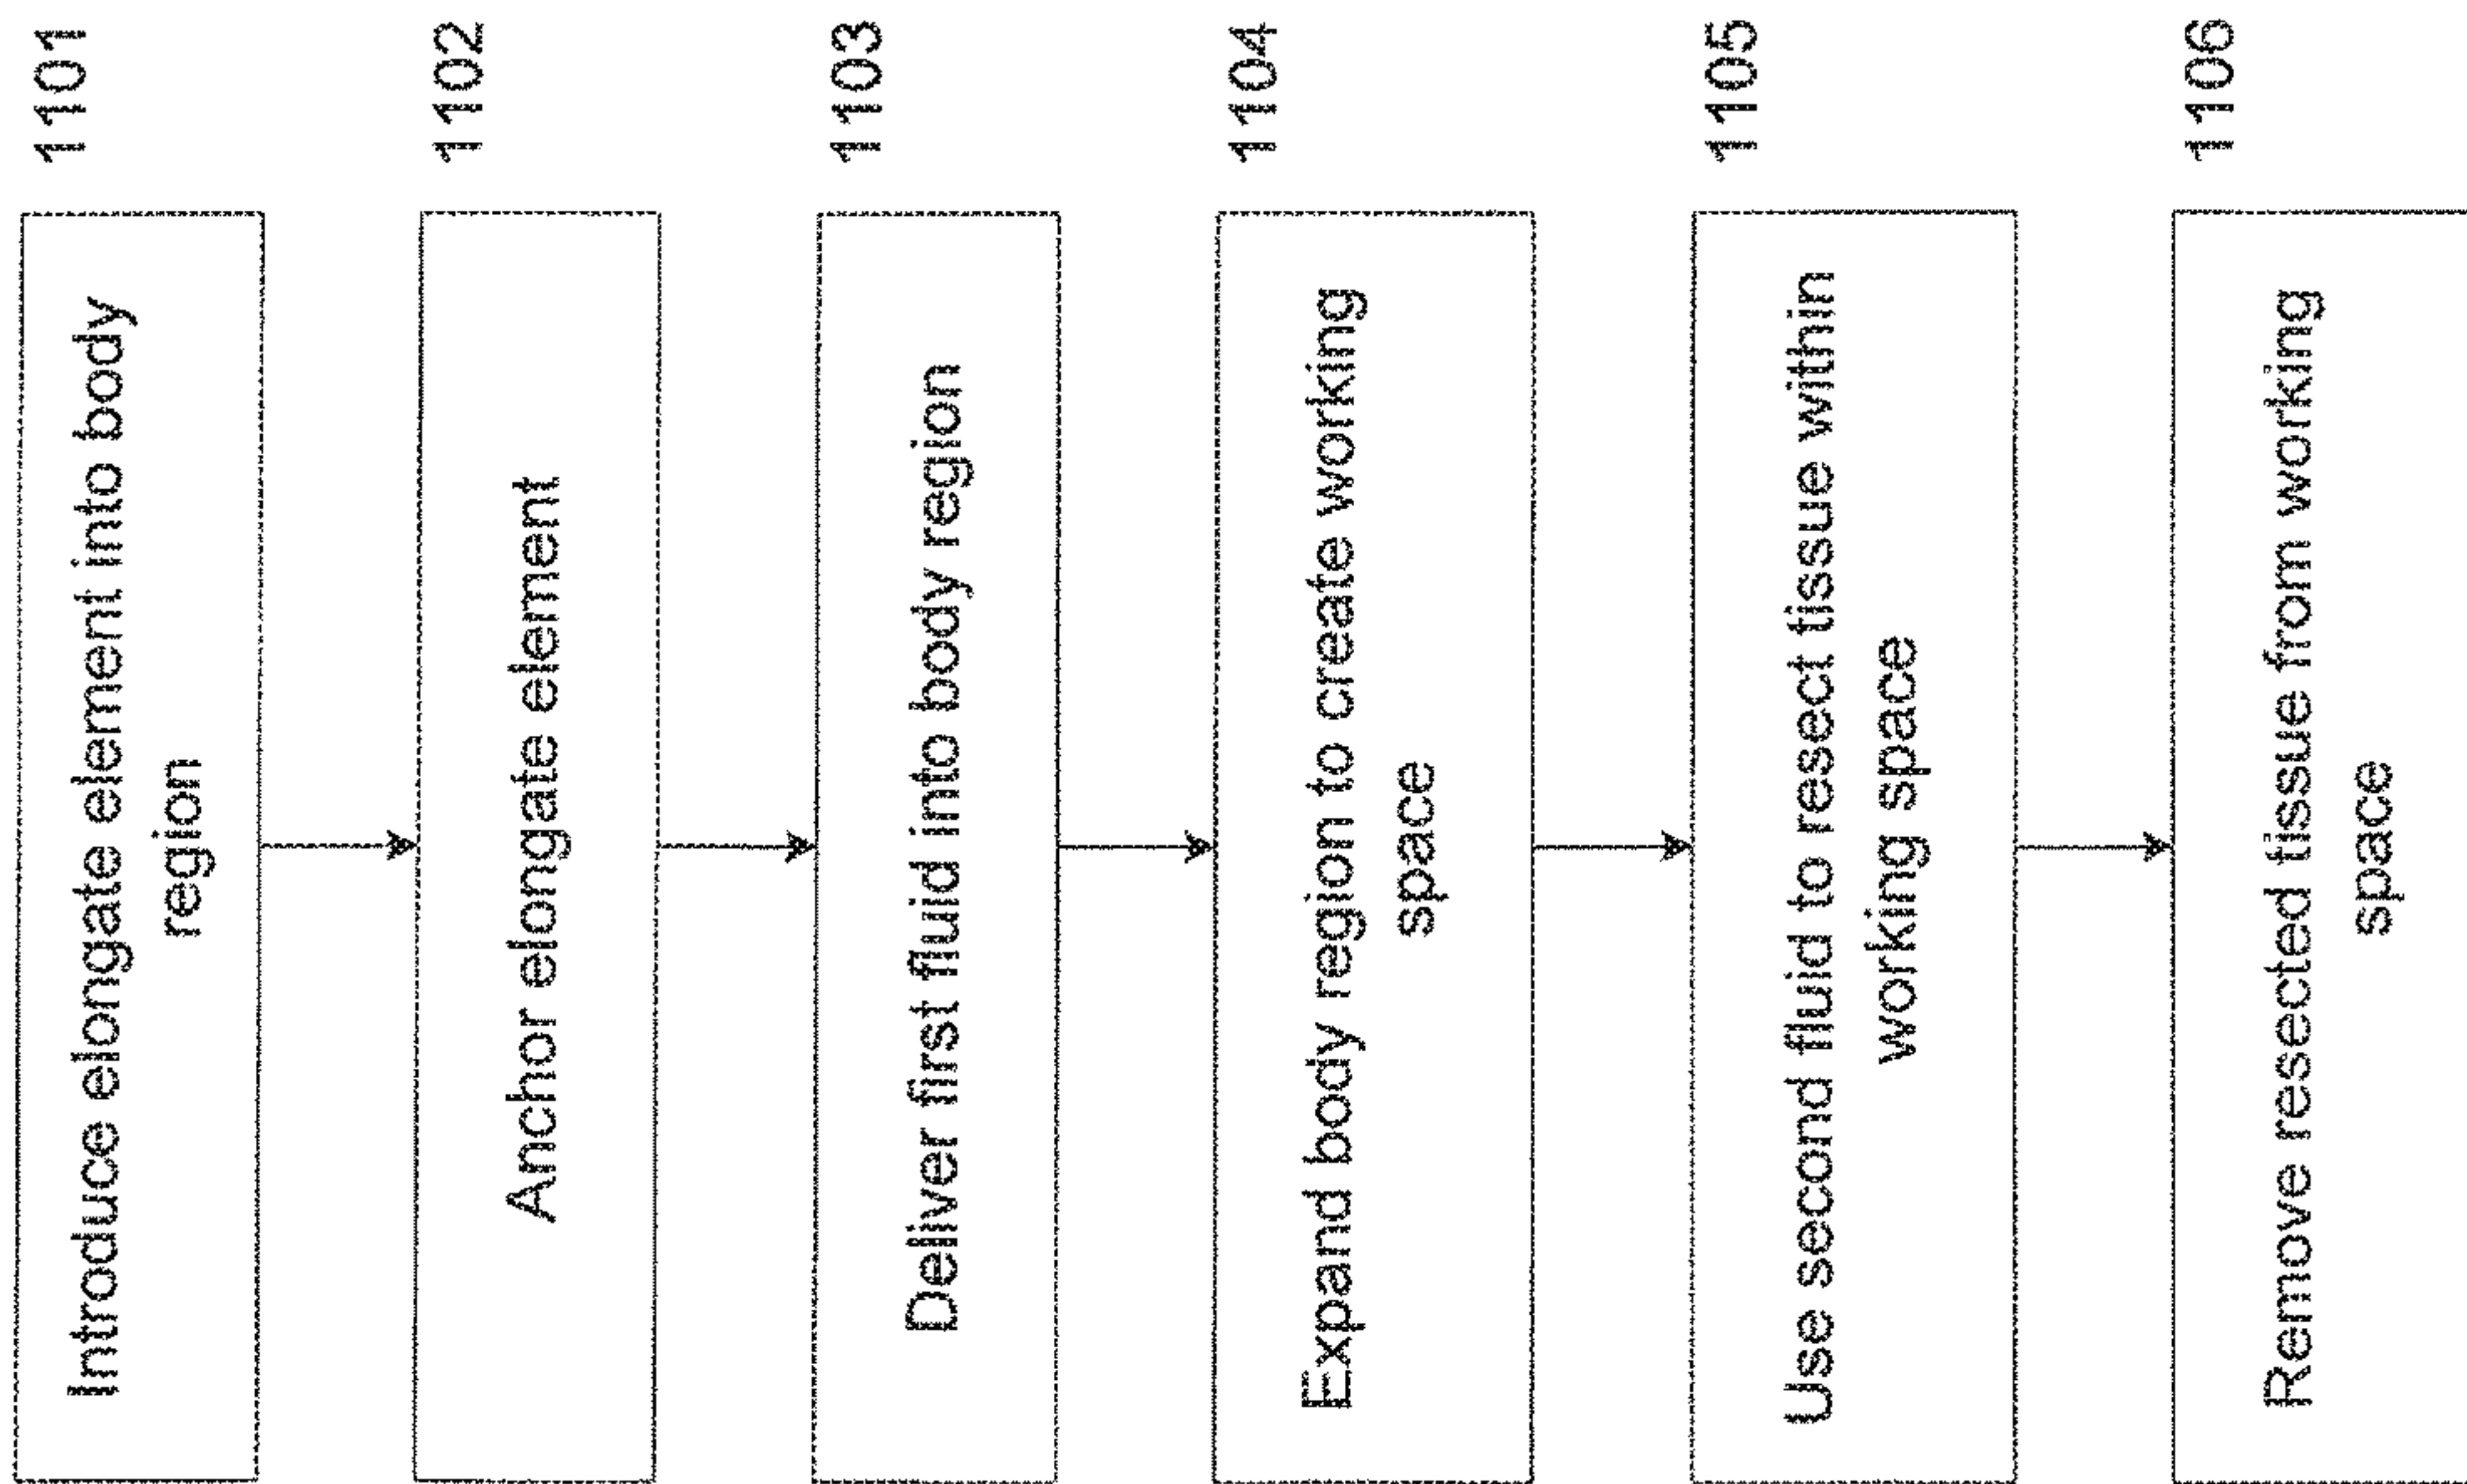 1101
Introduce elongate element into body
region
1102
Anchor elongate element
1103
Deliver first fluid into body region
1104
Expand body region to create working
space
1105
Use second fluid to resect tissue within
working space
1106
Remove resected tissue from working
space